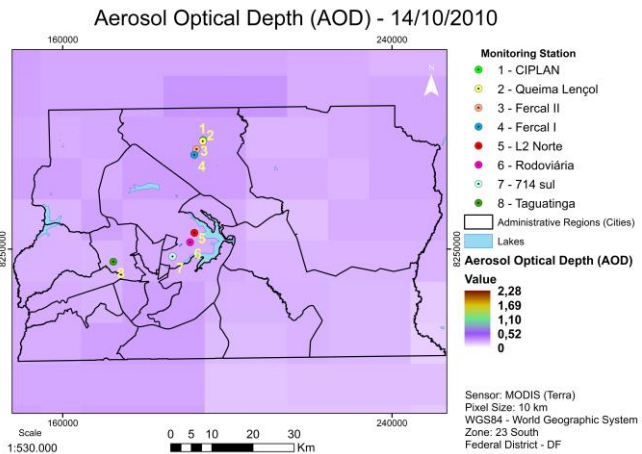 Aerosol Optical Depth (AOD) - 14/10/2010
160000
240000
Monitoring Station
1 - CIPLAN
2 - Queima Lençol
3 - Fercal II
4 - Fercal I
5 - L2 Norte
6 - Rodoviária
7 - 714 sul
8 - Taguatinga
Administrative Regions (Cities)
Lakes
Aerosol Optical Depth (AOD)
Value
2,28
1,69
1,10
0,52
0
N
1
2
3
4
5
6
7
8
8250000
8250000
160000
240000
Scale
1:530.000
0 5 10 20 30
Km
Sensor: MODIS (Terra)
Pixel Size: 10 km
WGS84 - World Geographic System
Zone: 23 South
Federal District - DF